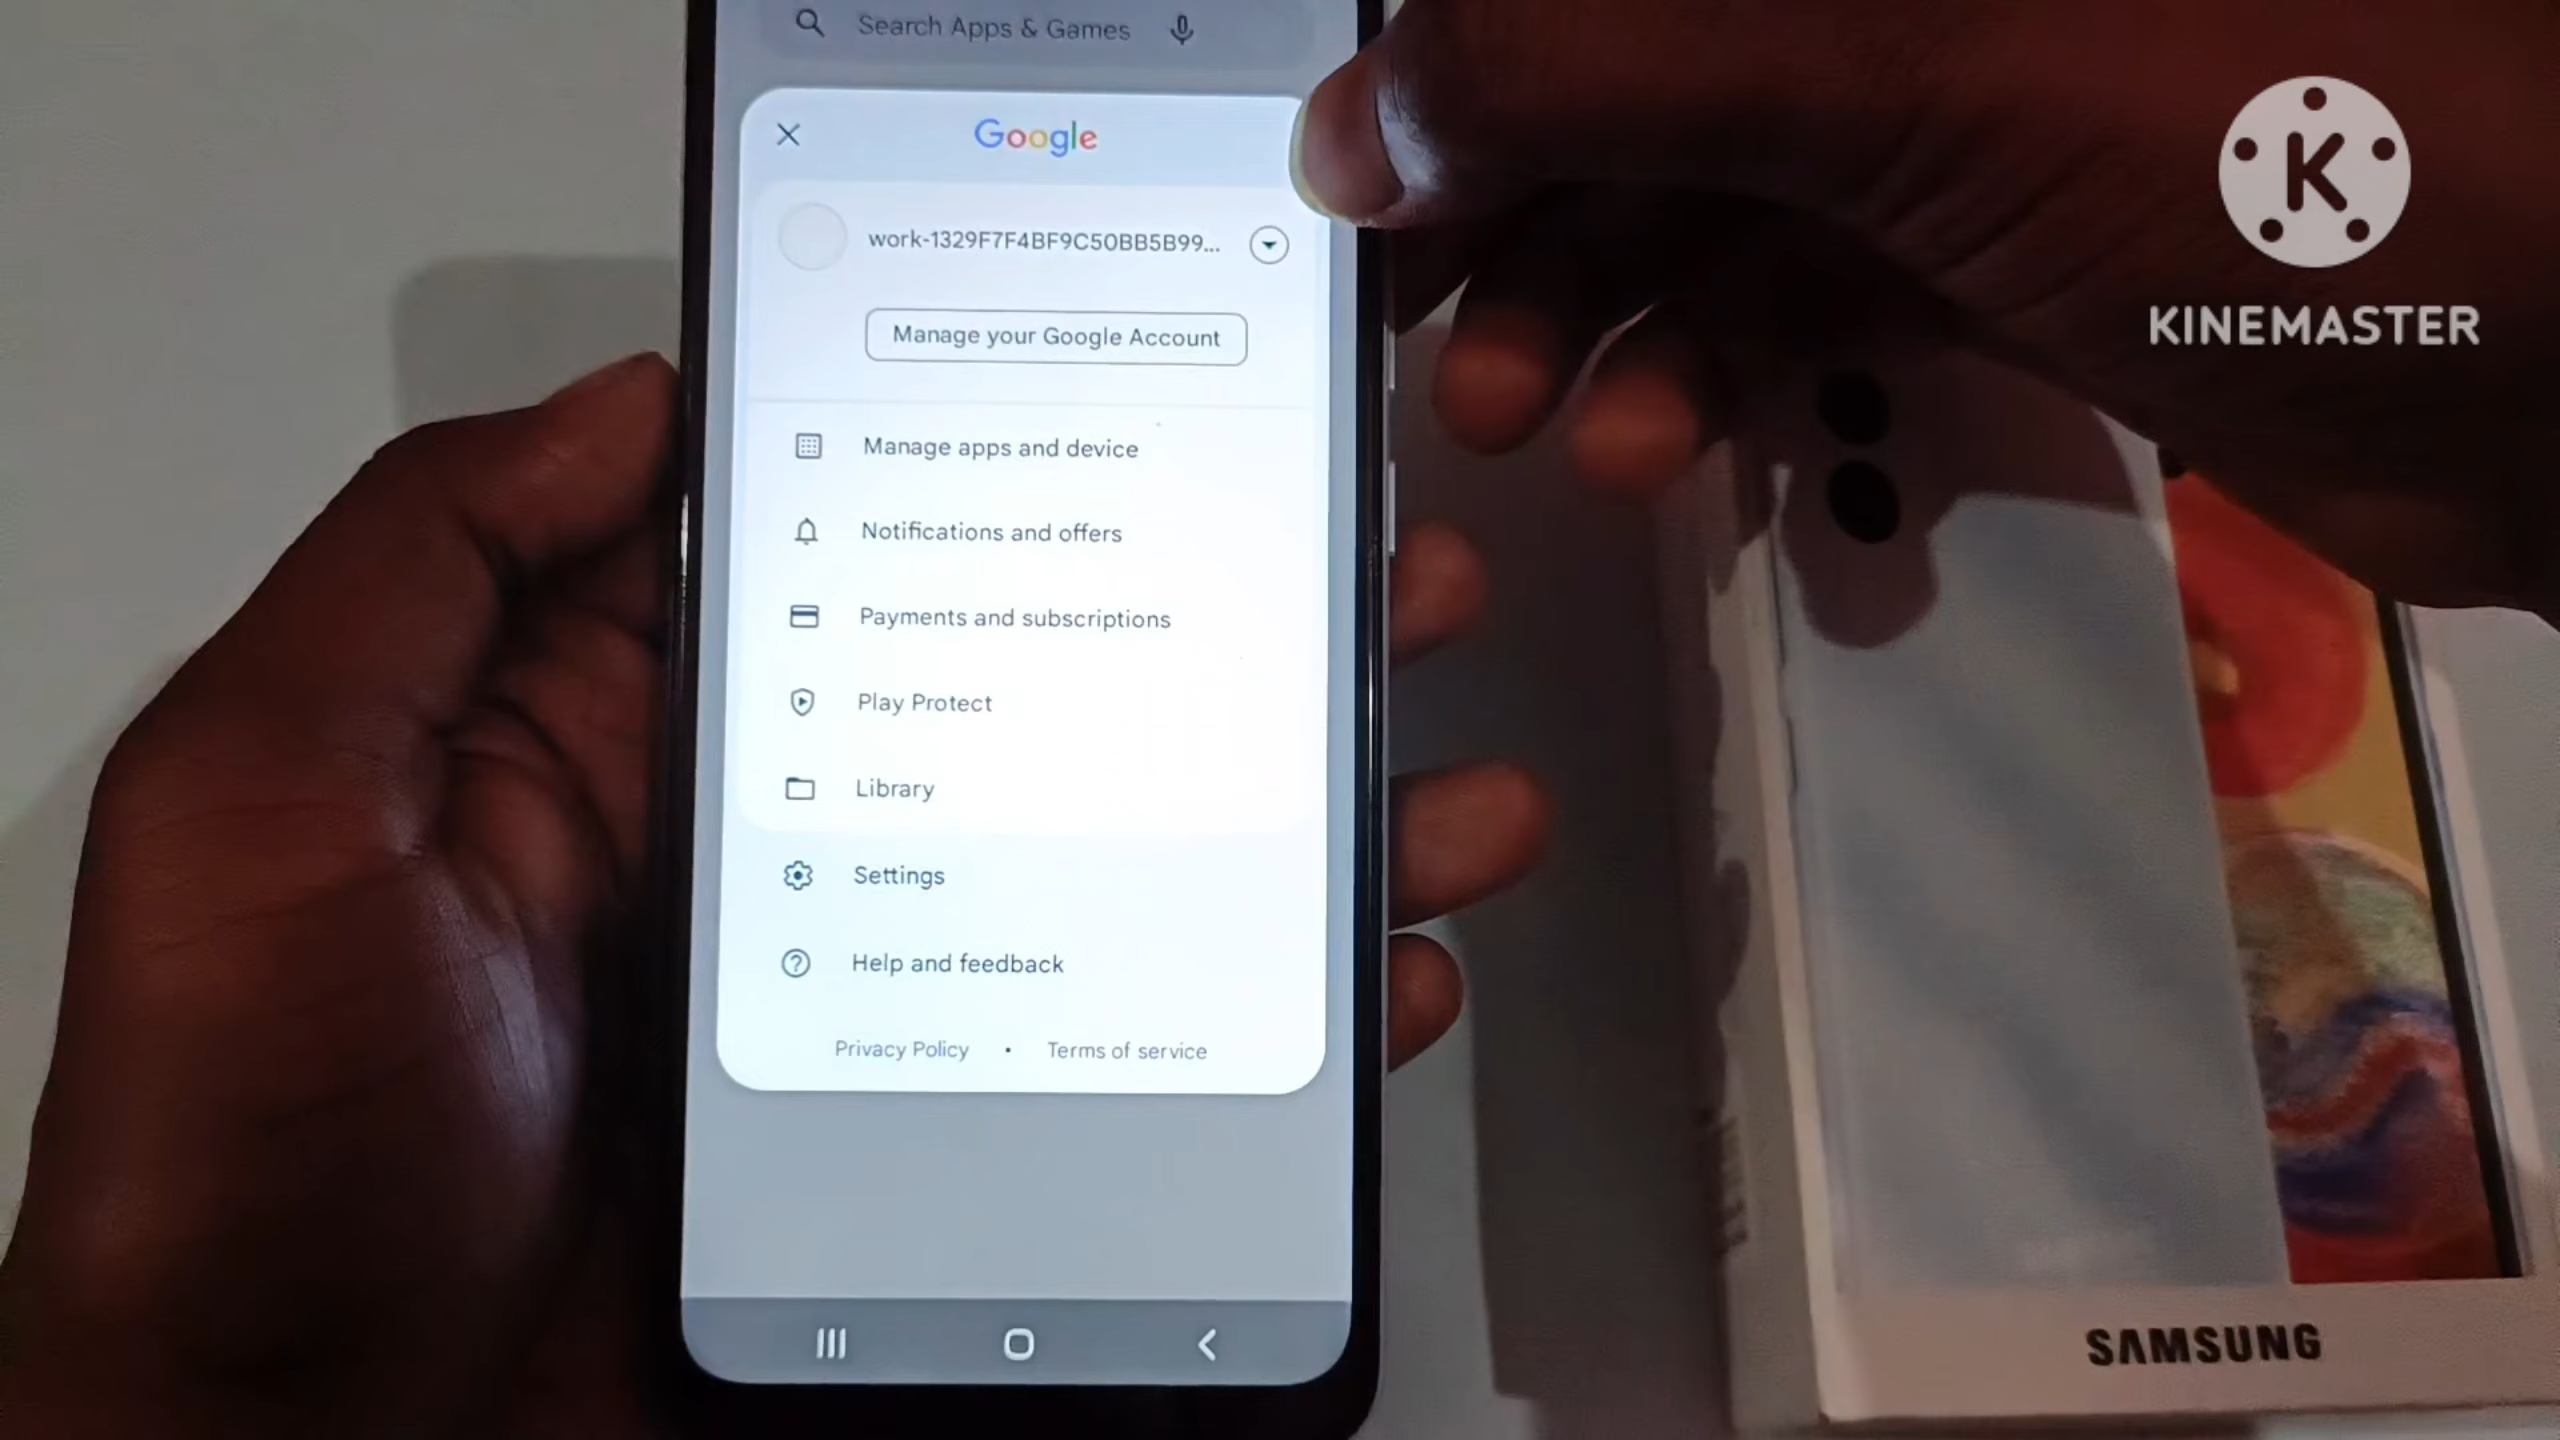 Search Apps & Games
Google
work-1329F7F4BF9C50BB5B99...
Manage your Google Account
Manage apps and device
Notifications and offers
Payments and subscriptions
Play Protect
Library
Settings
Help and feedback
Privacy Policy • Terms of service
K
KINEMASTER
SAMSUNG